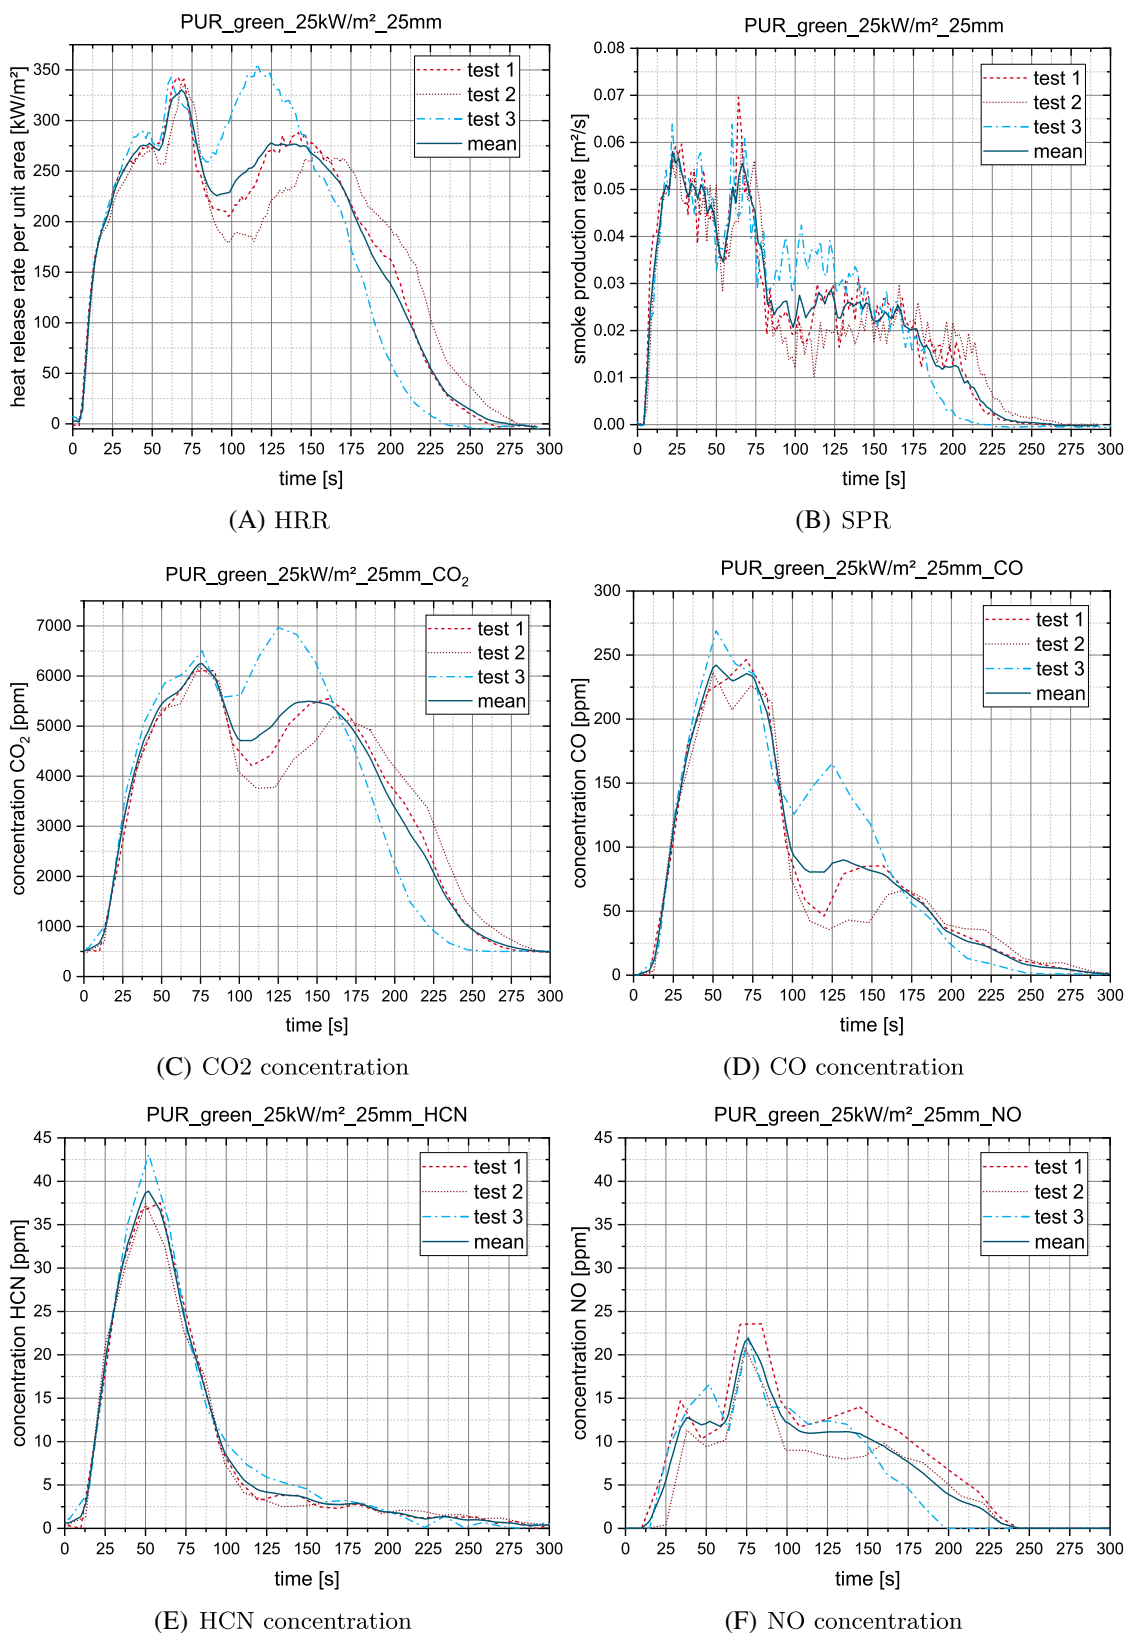 PUR_green_25kW/m²_25mm
heat release rate per unit area [kW/m²]
350
300
250
200
150
100
50
0
test 1
test 2
test 3
mean
0 25 50 75 100 125 150 175 200 225 250 275 300
time [s]
(A) HRR
PUR_green_25kW/m²_25mm
smoke production rate [m²/s]
0.08
0.07
0.06
0.05
0.04
0.03
0.02
0.01
0.00
test 1
test 2
test 3
mean
0 25 50 75 100 125 150 175 200 225 250 275 300
time [s]
(B) SPR
PUR_green_25kW/m²_25mm_CO₂
concentration CO₂ [ppm]
7000
6000
5000
4000
3000
2000
1000
0
test 1
test 2
test 3
mean
0 25 50 75 100 125 150 175 200 225 250 275 300
time [s]
(C) CO2 concentration
PUR_green_25kW/m²_25mm_CO
concentration CO [ppm]
300
250
200
150
100
50
0
test 1
test 2
test 3
mean
0 25 50 75 100 125 150 175 200 225 250 275 300
time [s]
(D) CO concentration
PUR_green_25kW/m²_25mm_HCN
concentration HCN [ppm]
45
40
35
30
25
20
15
10
5
0
test 1
test 2
test 3
mean
0 25 50 75 100 125 150 175 200 225 250 275 300
time [s]
(E) HCN concentration
PUR_green_25kW/m²_25mm_NO
concentration NO [ppm]
45
40
35
30
25
20
15
10
5
0
test 1
test 2
test 3
mean
0 25 50 75 100 125 150 175 200 225 250 275 300
time [s]
(F) NO concentration